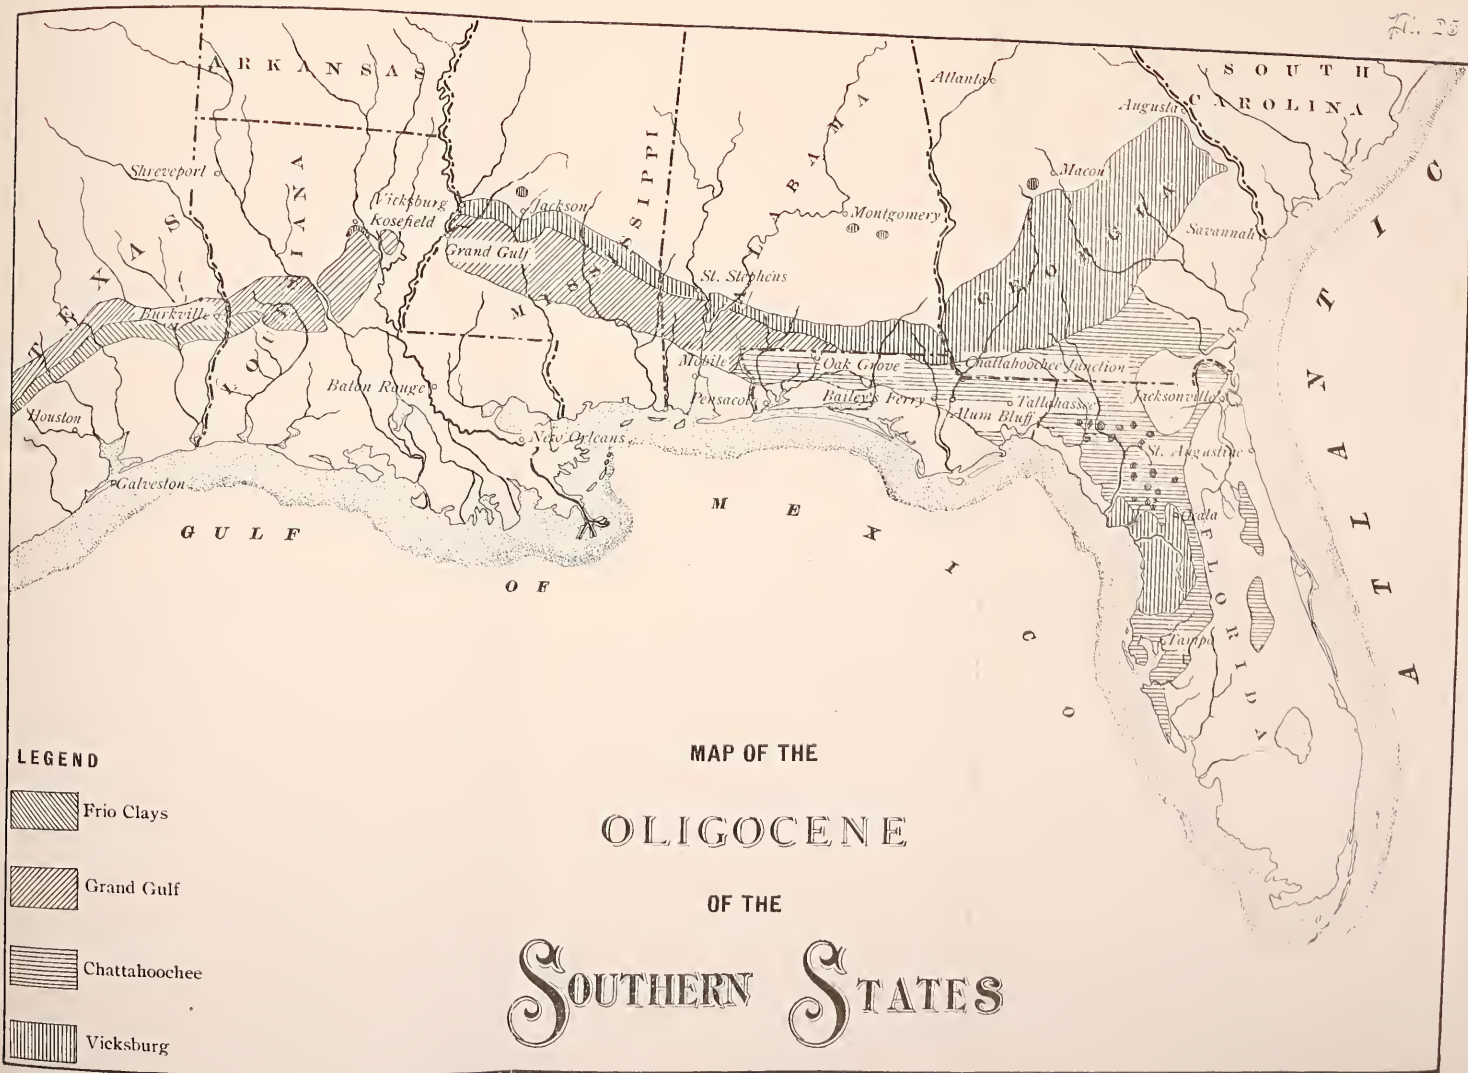 ARKANSAS
SOUTH
CAROLINA
Atlanta
Augusta
Shreveport
TEXAS
LOUISIANA
Vicksburg
Rosefield
Jackson
MISSISSIPPI
ALABAMA
Montgomery
Macon
GEORGIA
Savannah
Grand Gulf
St. Stephens
Burkville
Mobile
Oak Grove
Chattahoochee Junction
Houston
Baton Rouge
Pensacola
Bailey's Ferry
Tallahassee
Jacksonville
Alum Bluff
New Orleans
St. Augustine
Galveston
Ocala
Tampa
FLORIDA
GULF
OF
MEXICO
ATLANTIC
LEGEND
Frio Clays
Grand Gulf
Chattahoochee
Vicksburg
MAP OF THE
OLIGOCENE
OF THE
SOUTHERN STATES